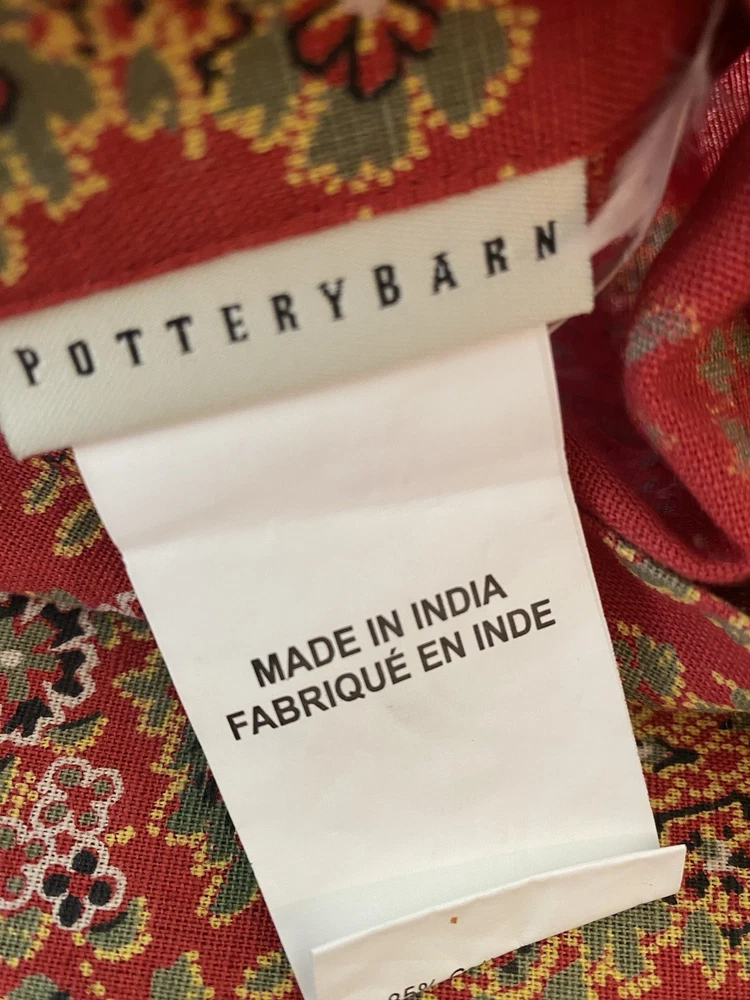 POTTERYBARN
MADE IN INDIA
FABRIQUÉ EN INDE